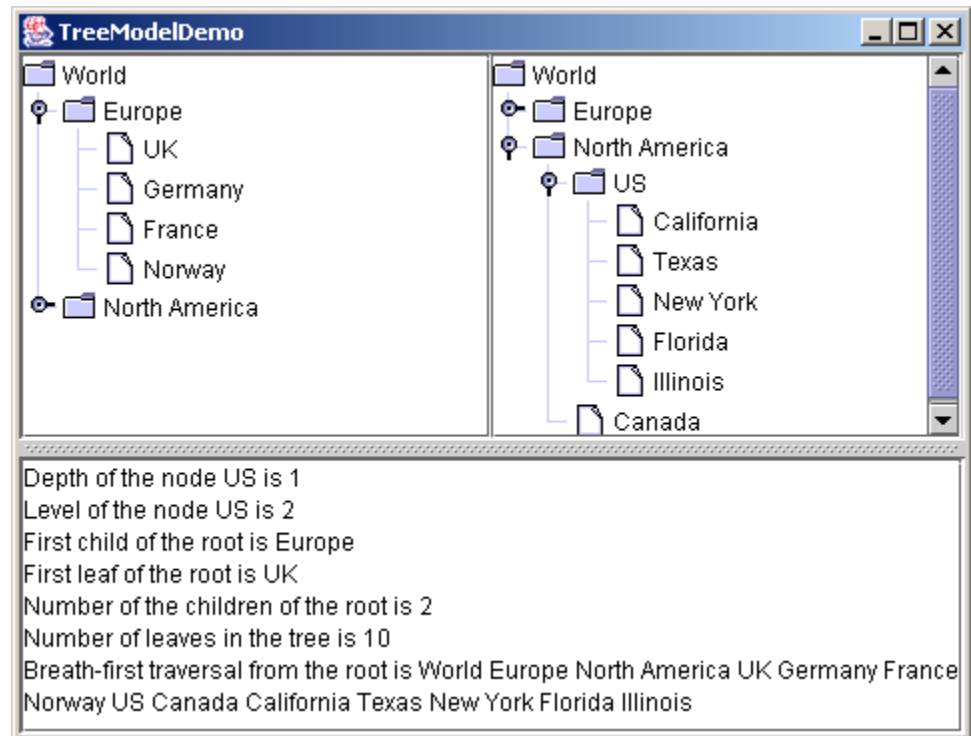 TreeModelDemo
World
Europe
UK
Germany
France
Norway
North America
World
Europe
North America
US
California
Texas
New York
Florida
Illinois
Canada
Depth of the node US is 1
Level of the node US is 2
First child of the root is Europe
First leaf of the root is UK
Number of the children of the root is 2
Number of leaves in the tree is 10
Breath-first traversal from the root is World Europe North America UK Germany France
Norway US Canada California Texas New York Florida Illinois